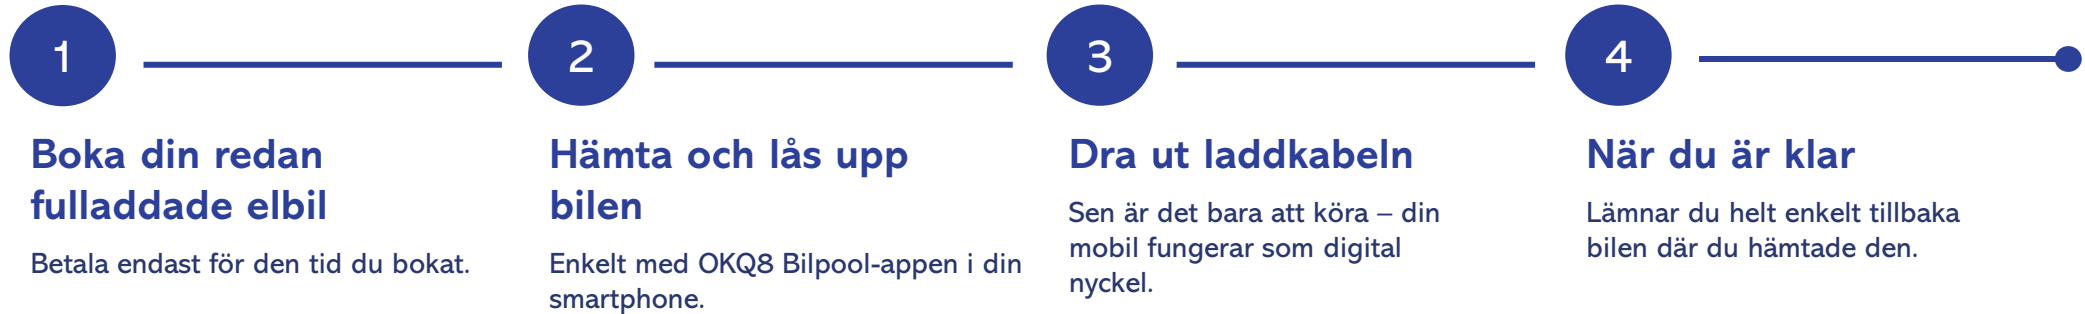 1
Boka din redan
fulladdade elbil
Betala endast för den tid du bokat.
2
Hämta och lås upp
bilen
Enkelt med OKQ8 Bilpool-appen i din
smartphone.
3
Dra ut laddkabeln
Sen är det bara att köra – din
mobil fungerar som digital
nyckel.
4
När du är klar
Lämnar du helt enkelt tillbaka
bilen där du hämtade den.